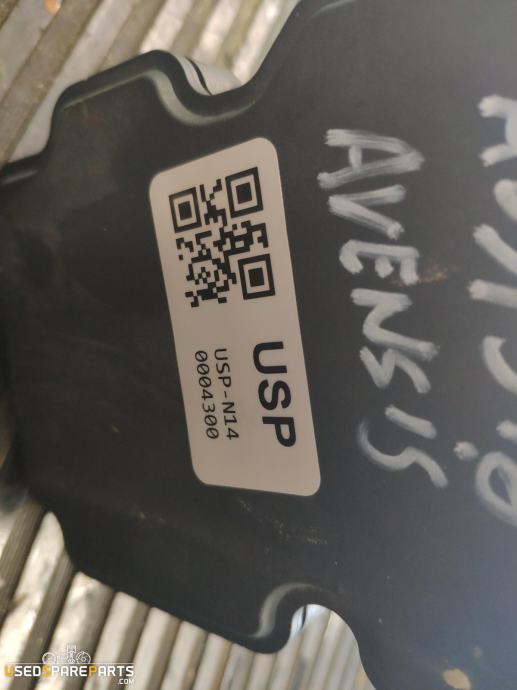 AVENSIS
USP
USP-N14
0004300
USEDSPAREPARTS
.COM